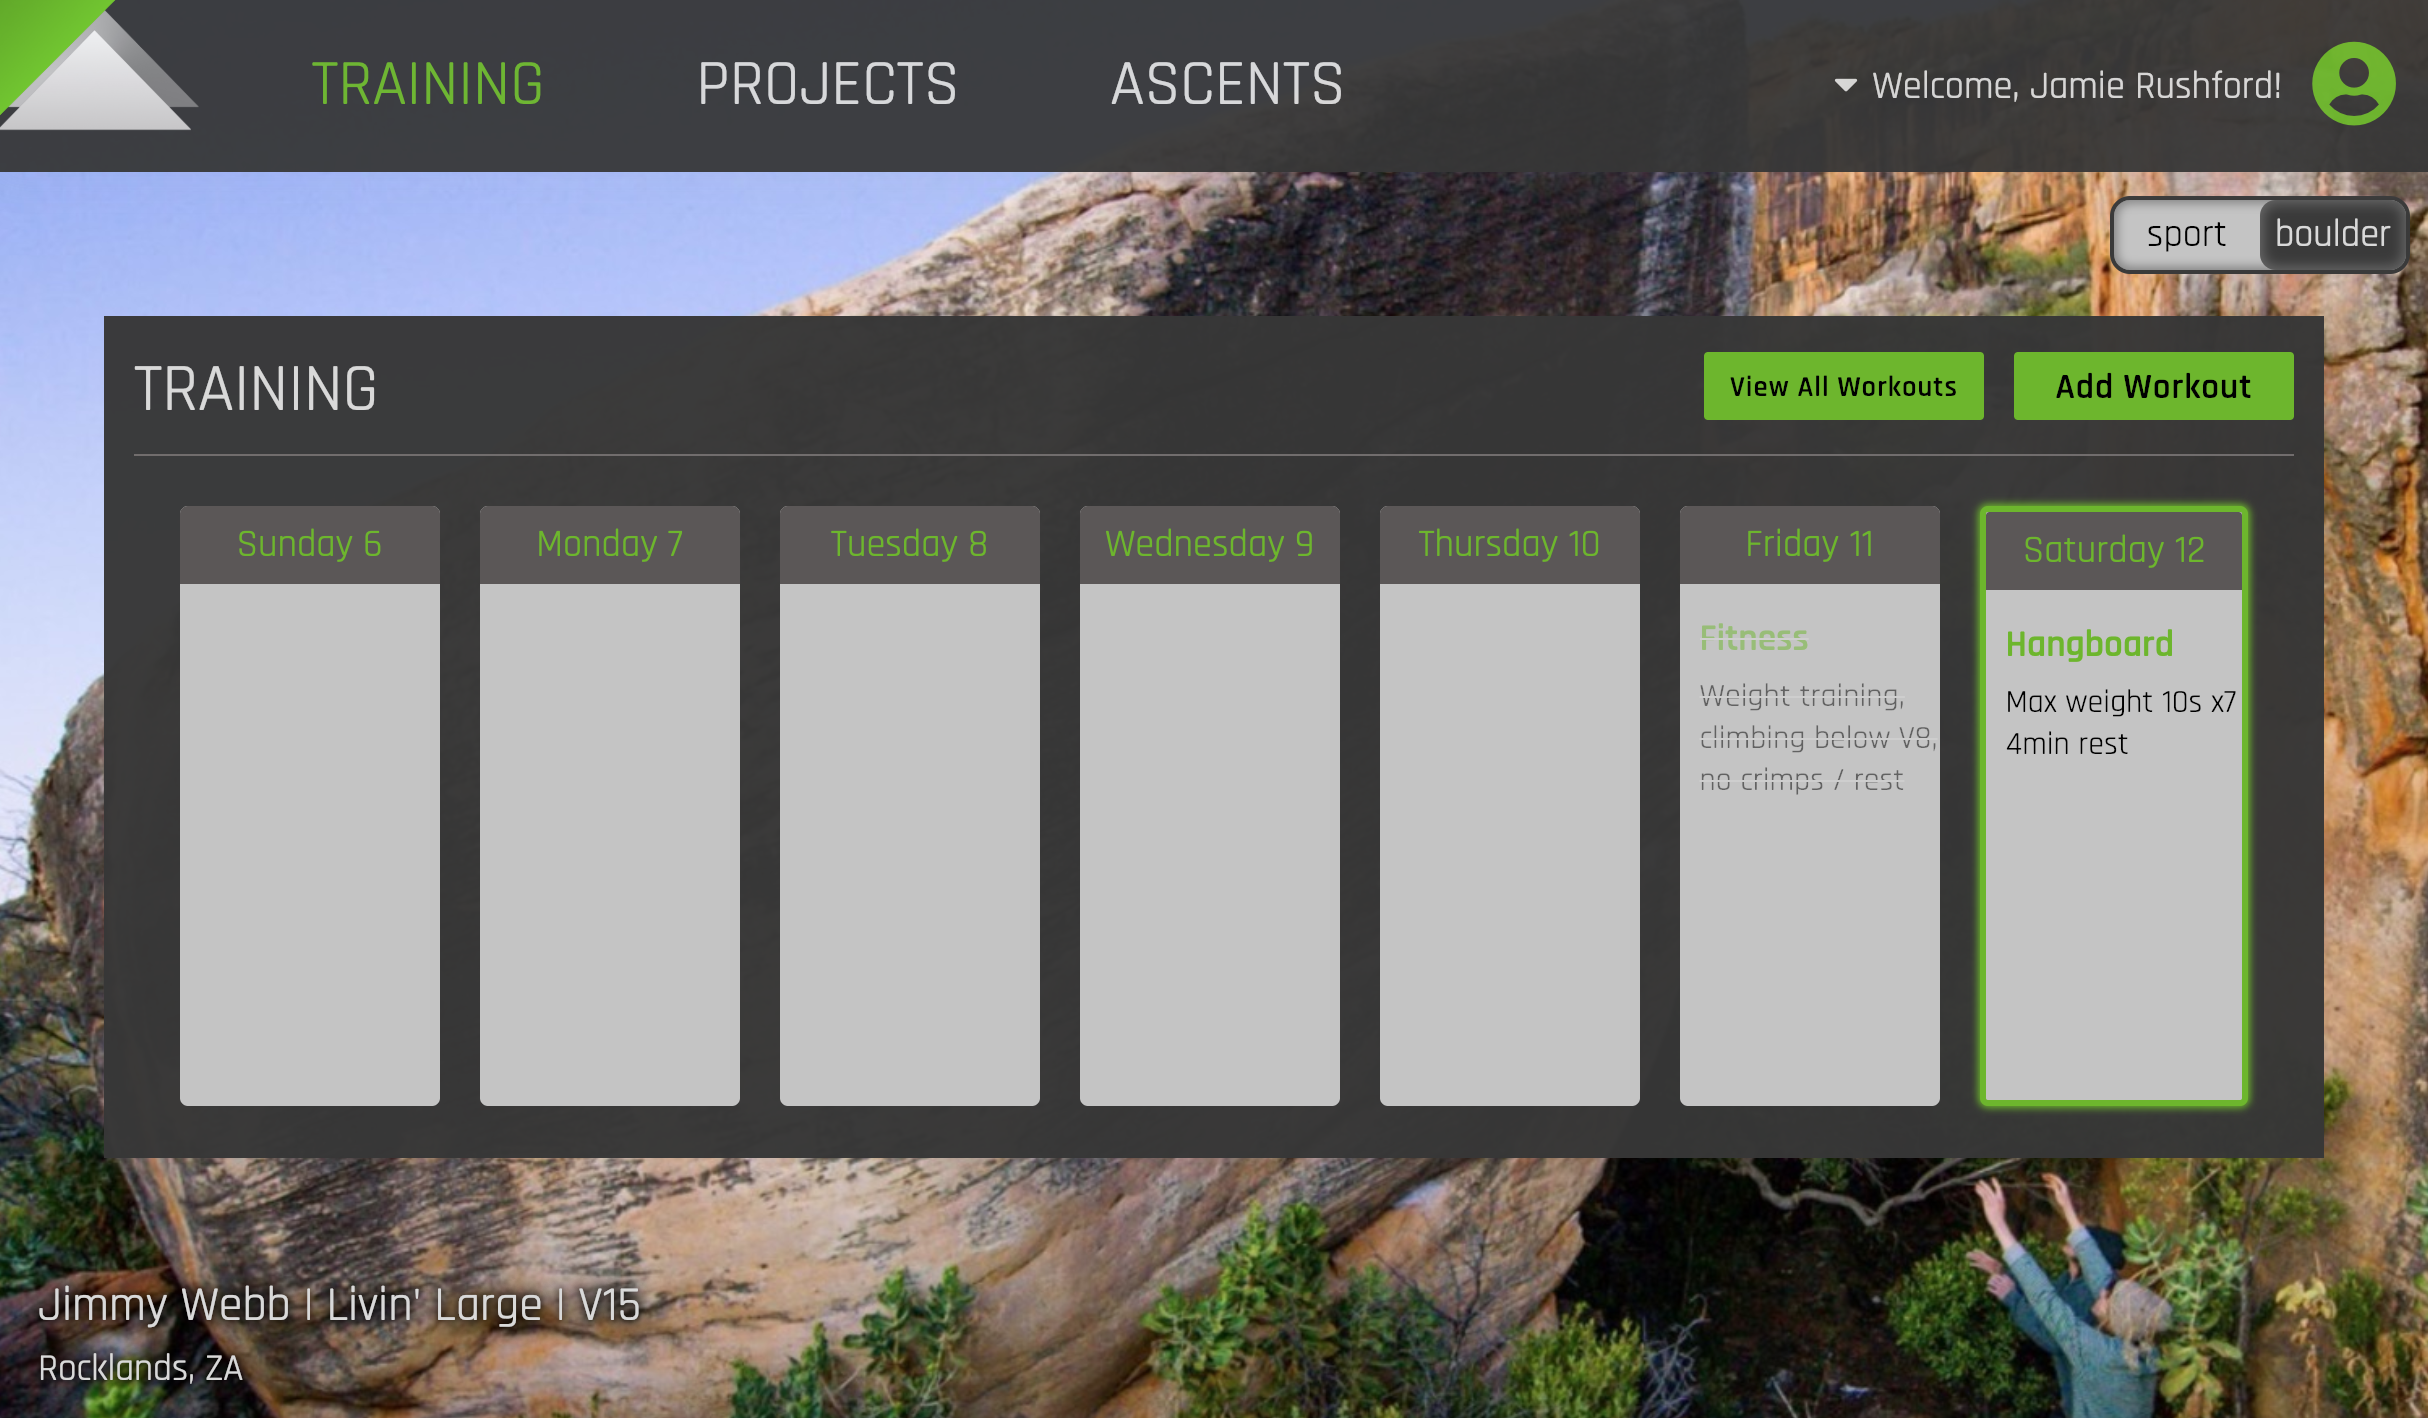 TRAINING
PROJECTS
ASCENTS
Welcome, Jamie Rushford!
sport
boulder
TRAINING
View All Workouts
Add Workout
Sunday 6
Monday 7
Tuesday 8
Wednesday 9
Thursday 10
Friday 11
Fitness
Weight training,
climbing below V8,
no crimps / rest
Saturday 12
Hangboard
Max weight 10s x7
4min rest
Jimmy Webb | Livin' Large | V15
Rocklands, ZA